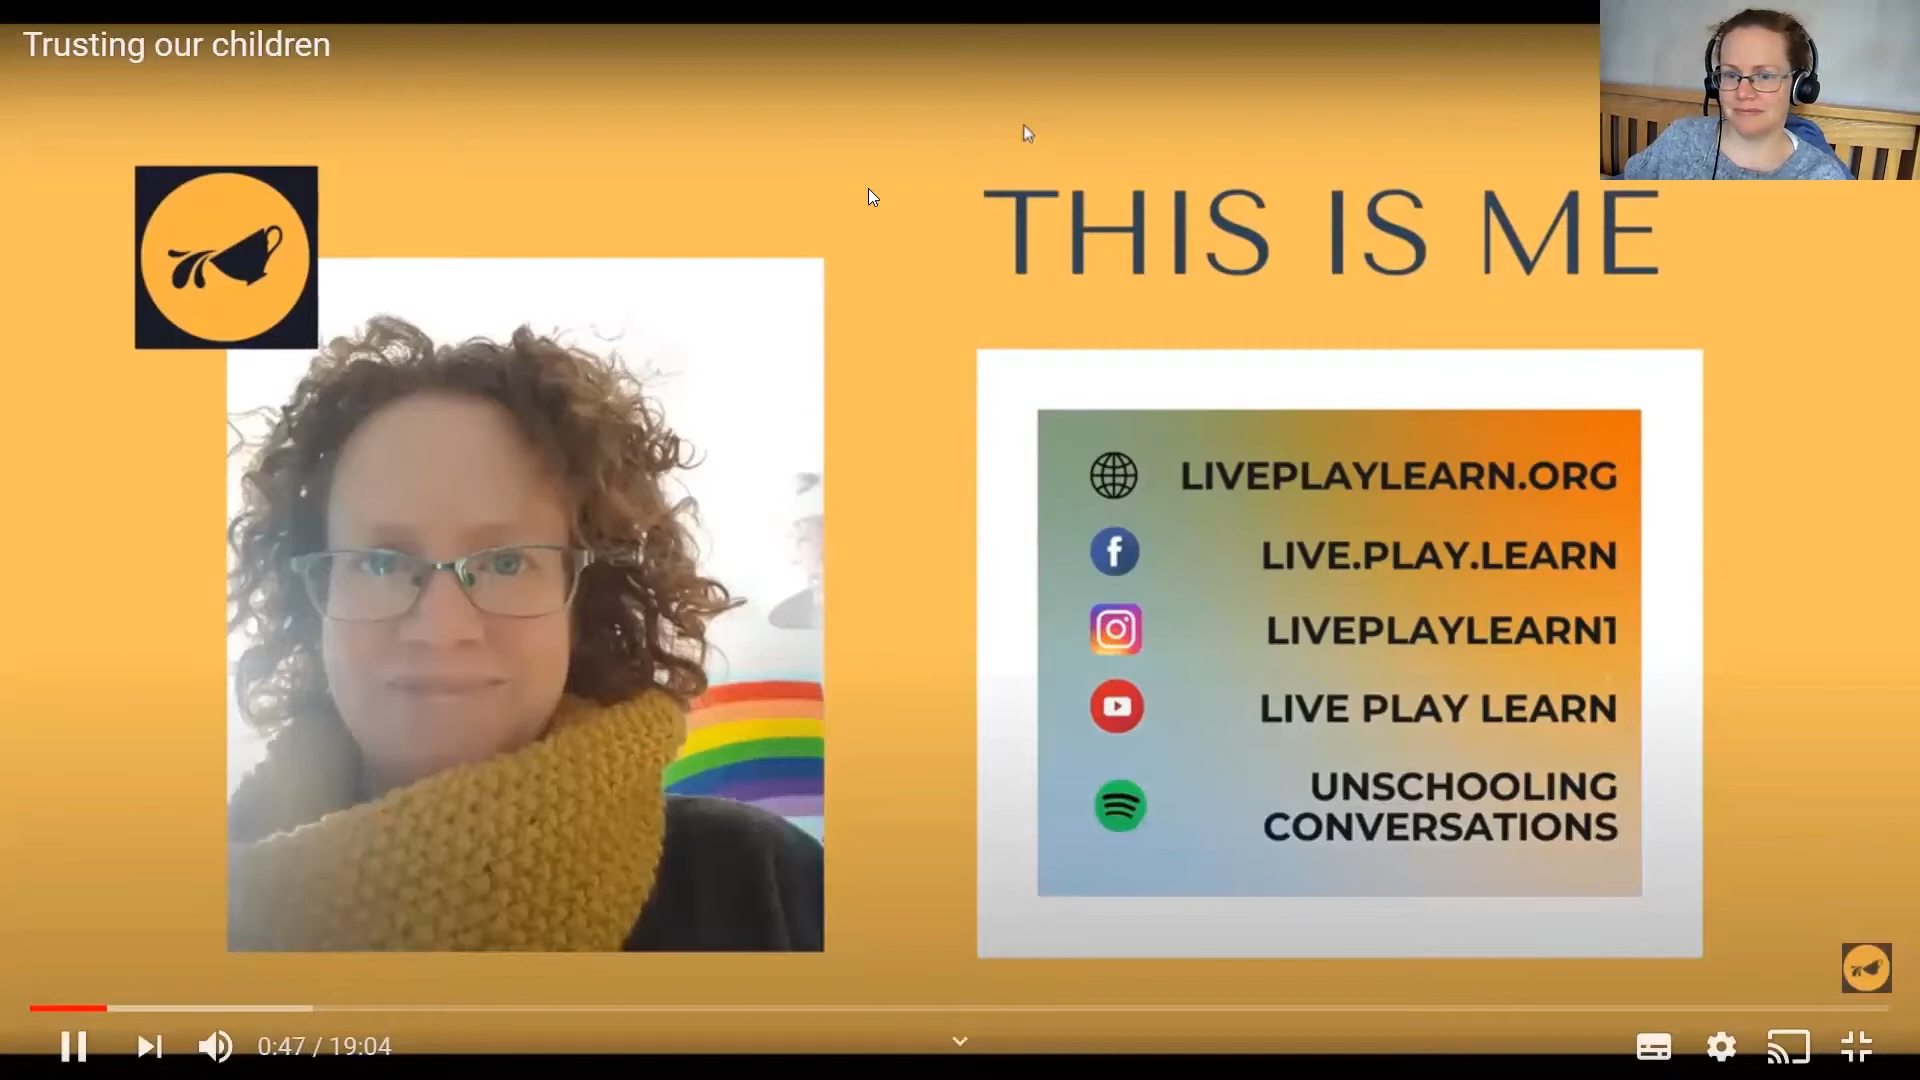 Trusting our children
THIS IS ME
LIVEPLAYLEARN.ORG
LIVE.PLAY.LEARN
LIVEPLAYLEARN1
LIVE PLAY LEARN
UNSCHOOLING
CONVERSATIONS
0:47 / 19:04